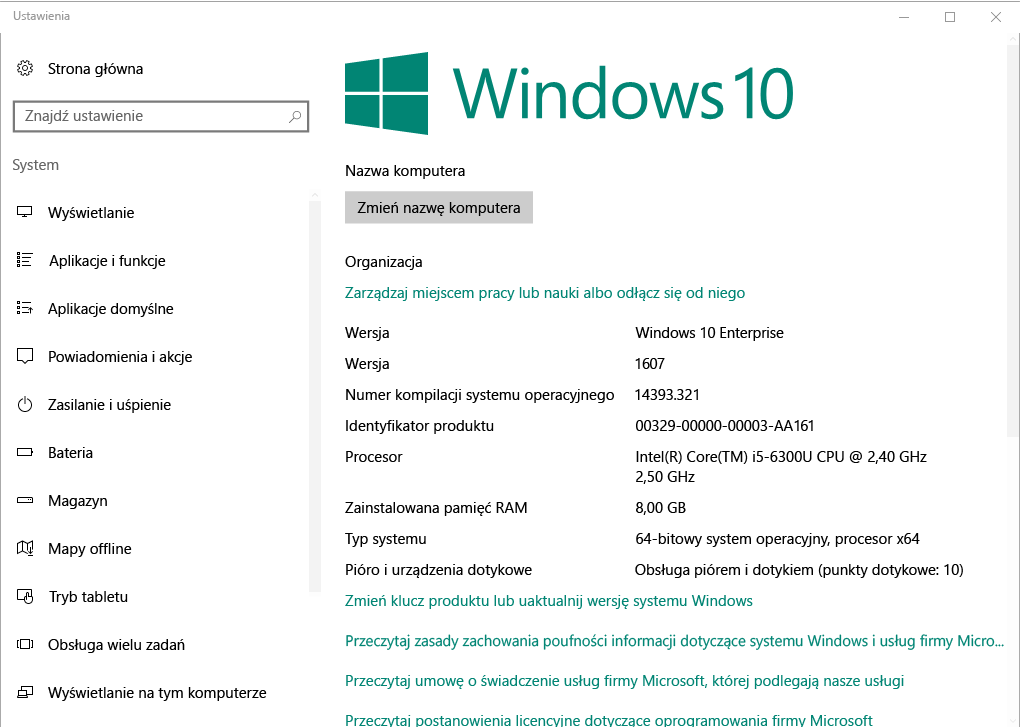 Ustawienia
Strona główna
Znajdź ustawienie
System
Wyświetlanie
Aplikacje i funkcje
Aplikacje domyślne
Powiadomienia i akcje
Zasilanie i uśpienie
Bateria
Magazyn
Mapy offline
Tryb tabletu
Obsługa wielu zadań
Wyświetlanie na tym komputerze
Windows 10
Nazwa komputera
Zmień nazwę komputera
Organizacja
Zarządzaj miejscem pracy lub nauki albo odłącz się od niego
Wersja Windows 10 Enterprise
Wersja 1607
Numer kompilacji systemu operacyjnego 14393.321
Identyfikator produktu 00329-00000-00003-AA161
Procesor Intel(R) Core(TM) i5-6300U CPU @ 2,40 GHz
2,50 GHz
Zainstalowana pamięć RAM 8,00 GB
Typ systemu 64-bitowy system operacyjny, procesor x64
Pióro i urządzenia dotykowe Obsługa piórem i dotykiem (punkty dotykowe: 10)
Zmień klucz produktu lub uaktualnij wersję systemu Windows
Przeczytaj zasady zachowania poufności informacji dotyczące systemu Windows i usług firmy Micro...
Przeczytaj umowę o świadczenie usług firmy Microsoft, której podlegają nasze usługi
Przeczytaj postanowienia licencyjne dotyczące oprogramowania firmy Microsoft